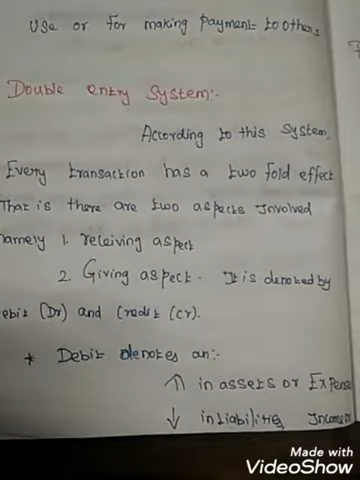 Use or for making payment to others
Double entry System:-
According to this System,
Every transaction has a two fold effect
That is there are two aspects Involved
namely 1. receiving aspect
2. Giving aspect. It is denoted by
ebit (Dr) and Credit (Cr).
* Debit denotes an:-
↑ in assets or Expense
↓ in liabilities,
Made with
VideoShow